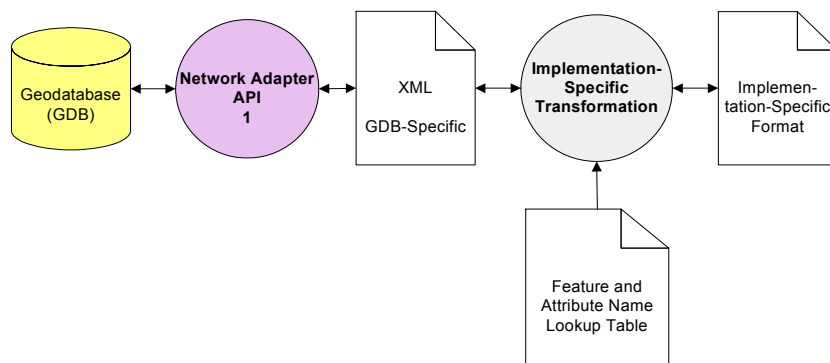 Geodatabase
(GDB)
Network Adapter
API
1
XML
GDB-Specific
Implementation-
Specific
Transformation
Implemen-
tation-Specific
Format
Feature and
Attribute Name
Lookup Table